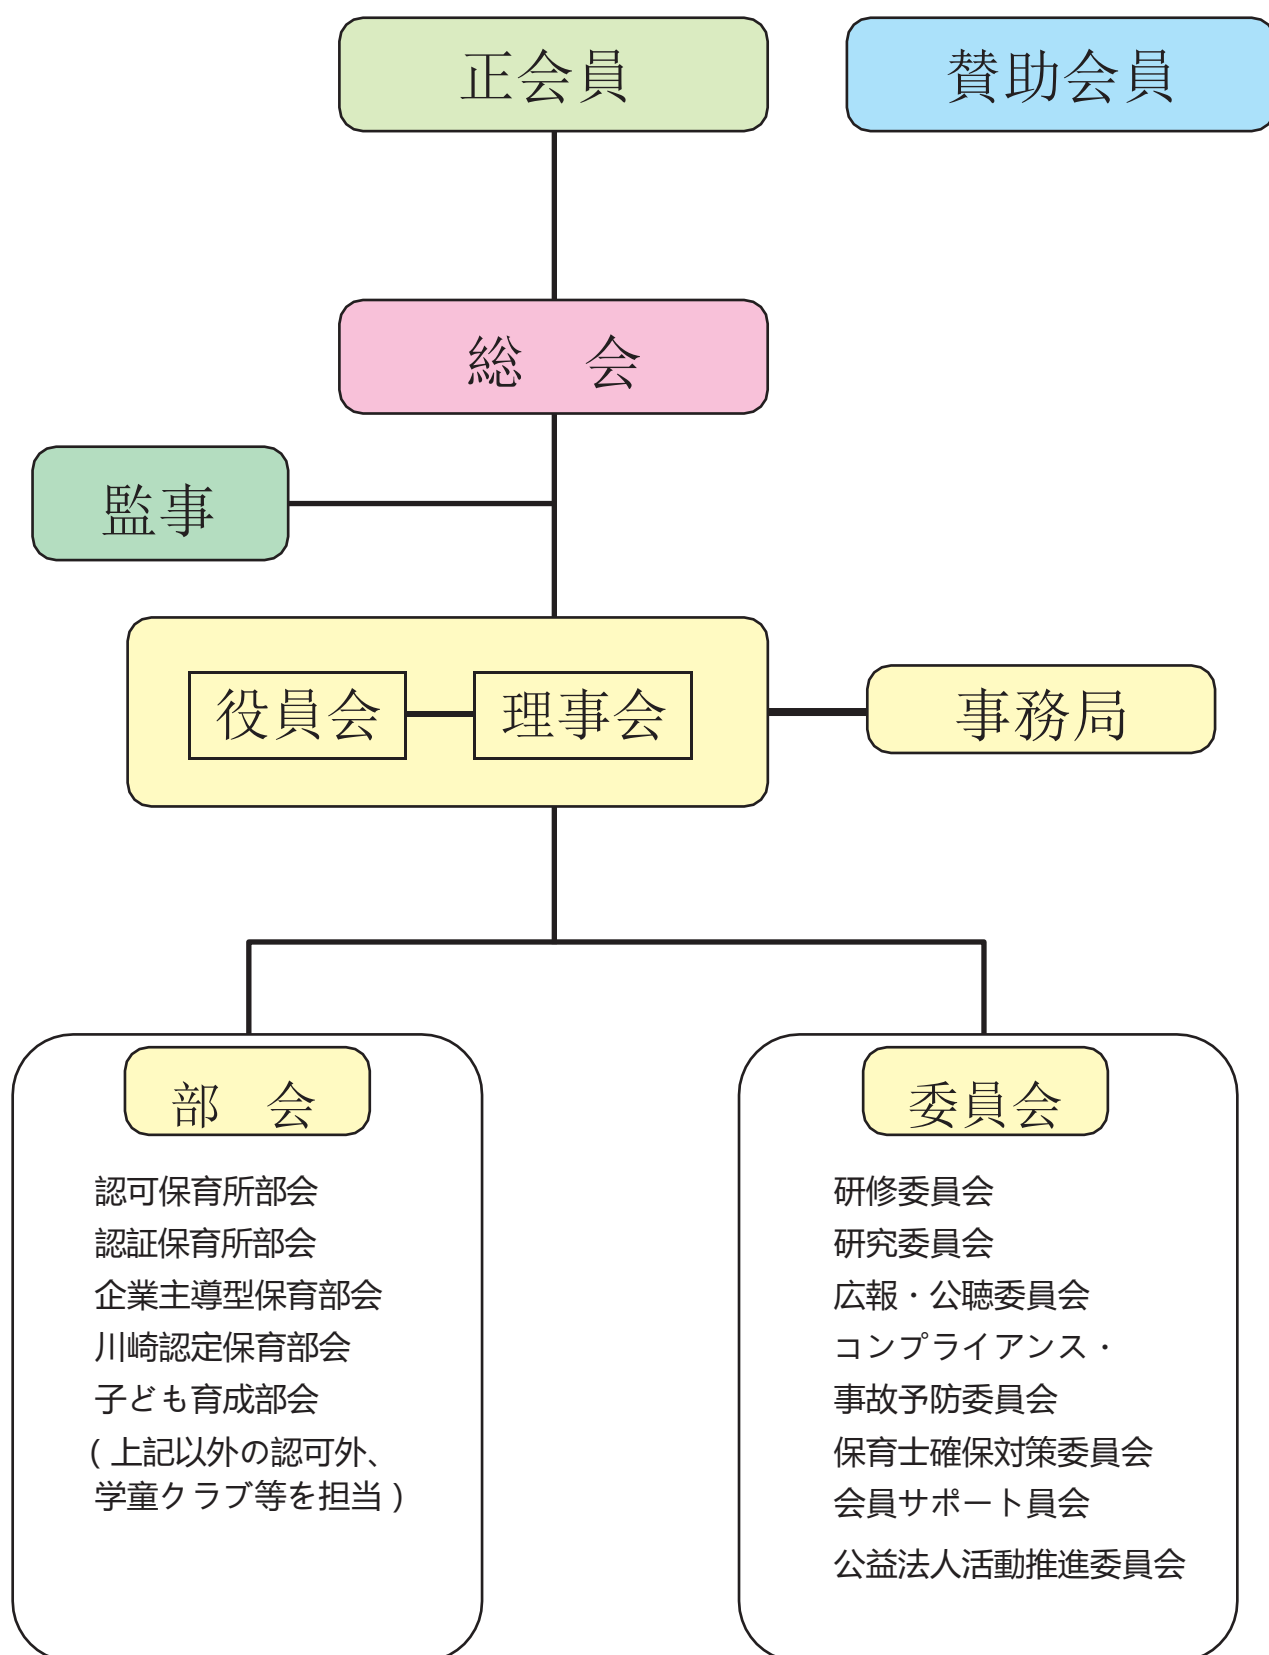 正会員
賛助会員
総　会
監事
役員会
理事会
事務局
部　会
認可保育所部会
認証保育所部会
企業主導型保育部会
川崎認定保育部会
子ども育成部会
( 上記以外の認可外、
学童クラブ等を担当 )
委員会
研修委員会
研究委員会
広報・公聴委員会
コンプライアンス・
事故予防委員会
保育士確保対策委員会
会員サポート員会
公益法人活動推進委員会